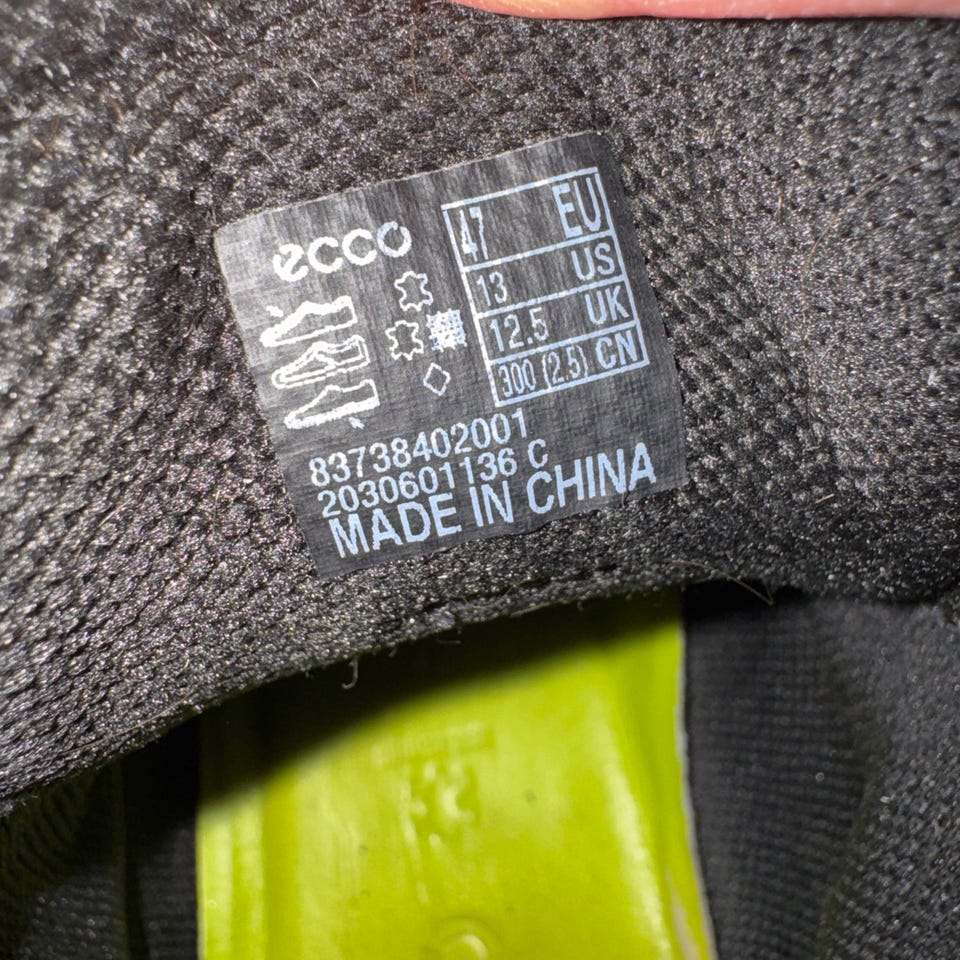 ecco
47 EU
13 US
12.5 UK
300 (2.5) CN
83738402001
2030601136 C
MADE IN CHINA